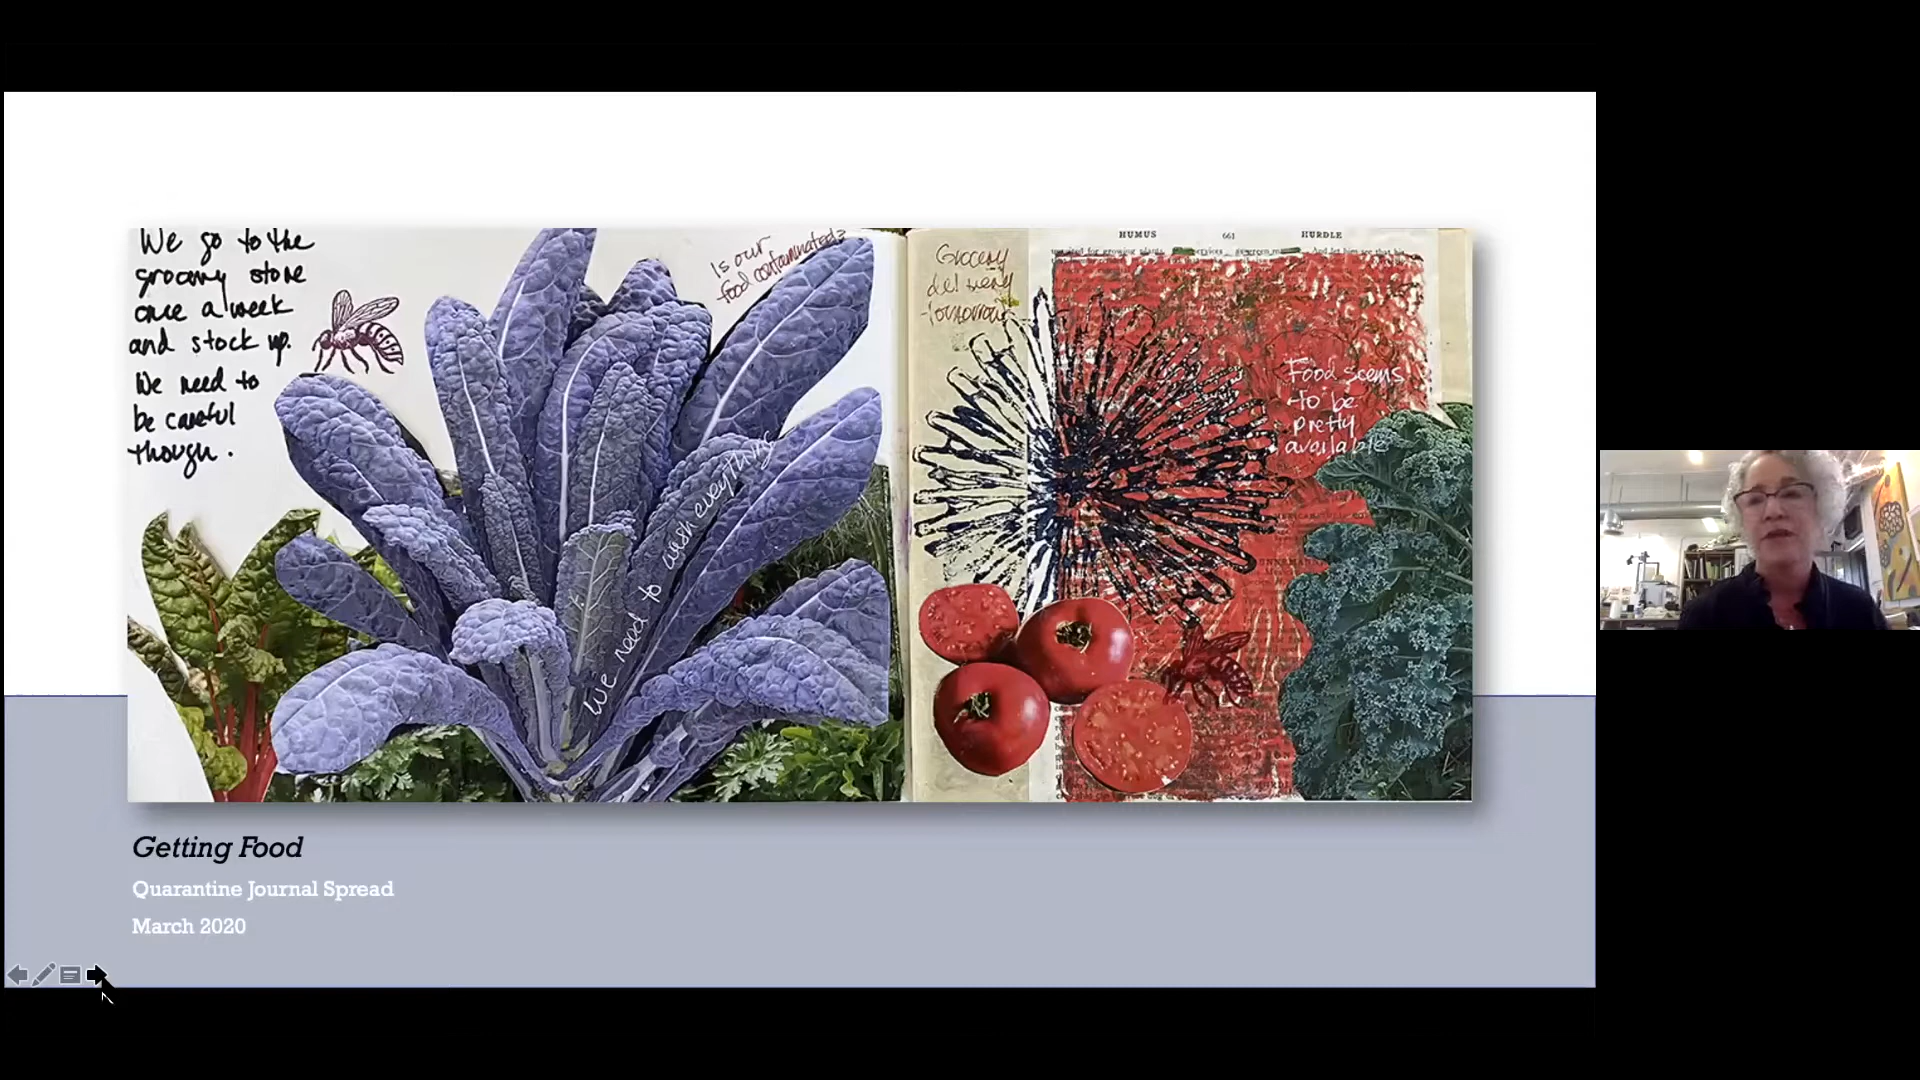 We go to the
grocery store
once a week
and stock up.
We need to
be careful
though.
Is our
food contaminated?
We need to wash everything
Grocery
delivery
tomorrow
HUMUS 661 HURDLE
Food seems
to be
pretty
available
Getting Food
Quarantine Journal Spread
March 2020